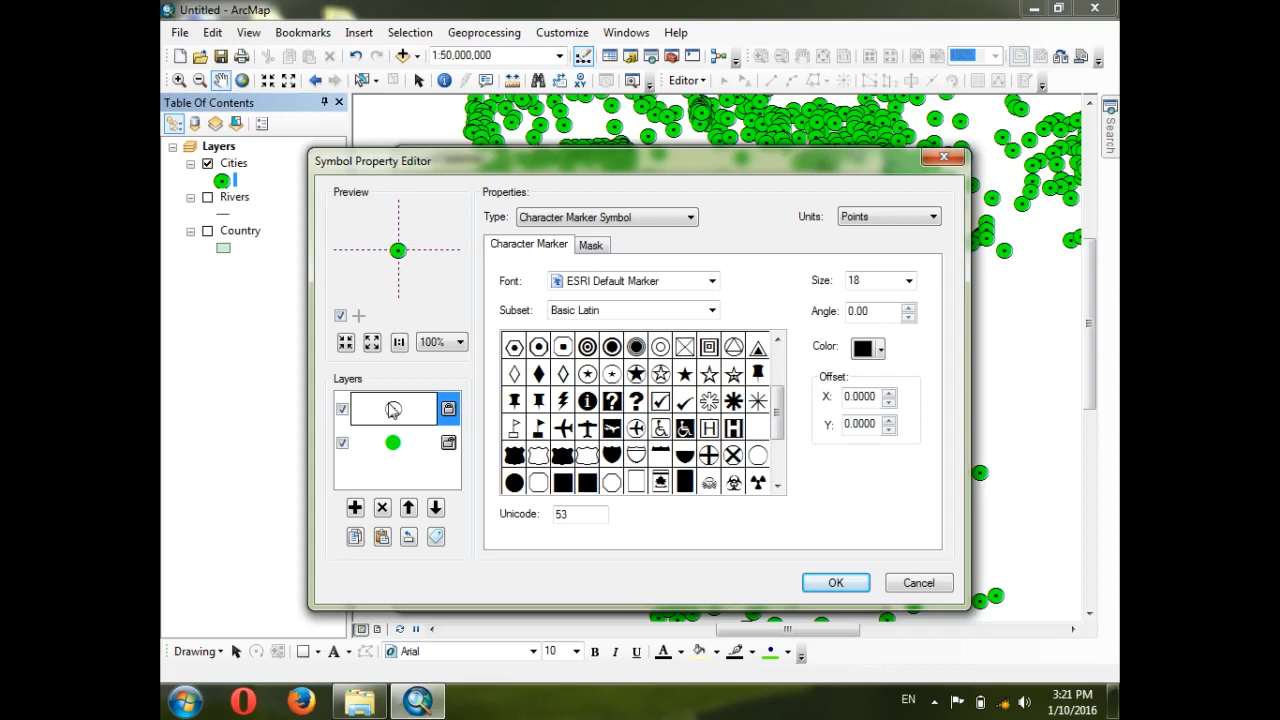 Untitled - ArcMap
File Edit View Bookmarks Insert Selection Geoprocessing Customize Windows Help
1:50,000,000
100%
Editor
Table Of Contents
Layers
Cities
Rivers
Country
Search
Symbol Property Editor
Preview
100%
Layers
Properties:
Type: Character Marker Symbol
Units: Points
Character Marker Mask
Font: ESRI Default Marker
Size: 18
Subset: Basic Latin
Angle: 0.00
Color:
Offset:
X: 0.0000
Y: 0.0000
Unicode: 53
OK Cancel
Drawing
Arial
10
B I U A
EN
3:21 PM
1/10/2016